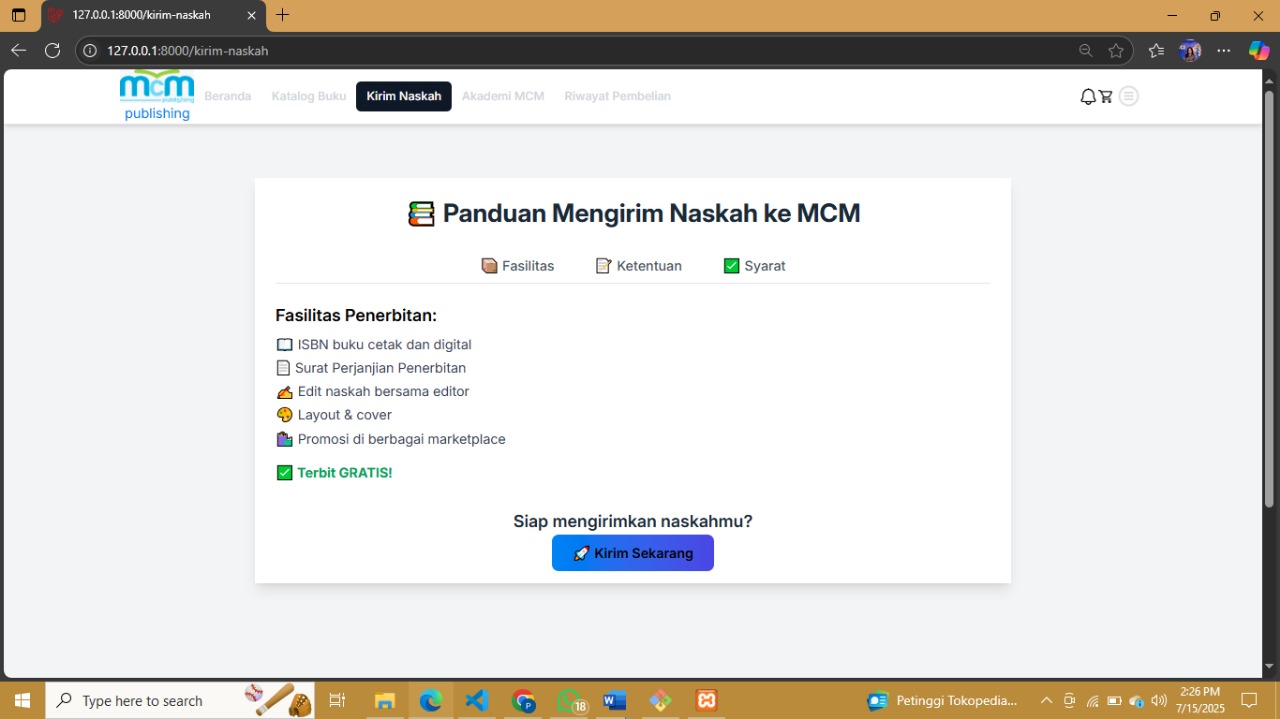 127.0.0.1:8000/kirim-naskah
127.0.0.1:8000/kirim-naskah
mcm
publishing
publishing
Beranda Katalog Buku Kirim Naskah Akademi MCM Riwayat Pembelian
Panduan Mengirim Naskah ke MCM
Fasilitas Ketentuan Syarat
Fasilitas Penerbitan:
ISBN buku cetak dan digital
Surat Perjanjian Penerbitan
Edit naskah bersama editor
Layout & cover
Promosi di berbagai marketplace
Terbit GRATIS!
Siap mengirimkan naskahmu?
Kirim Sekarang
Type here to search
18
Petinggi Tokopedia...
2:26 PM
7/15/2025